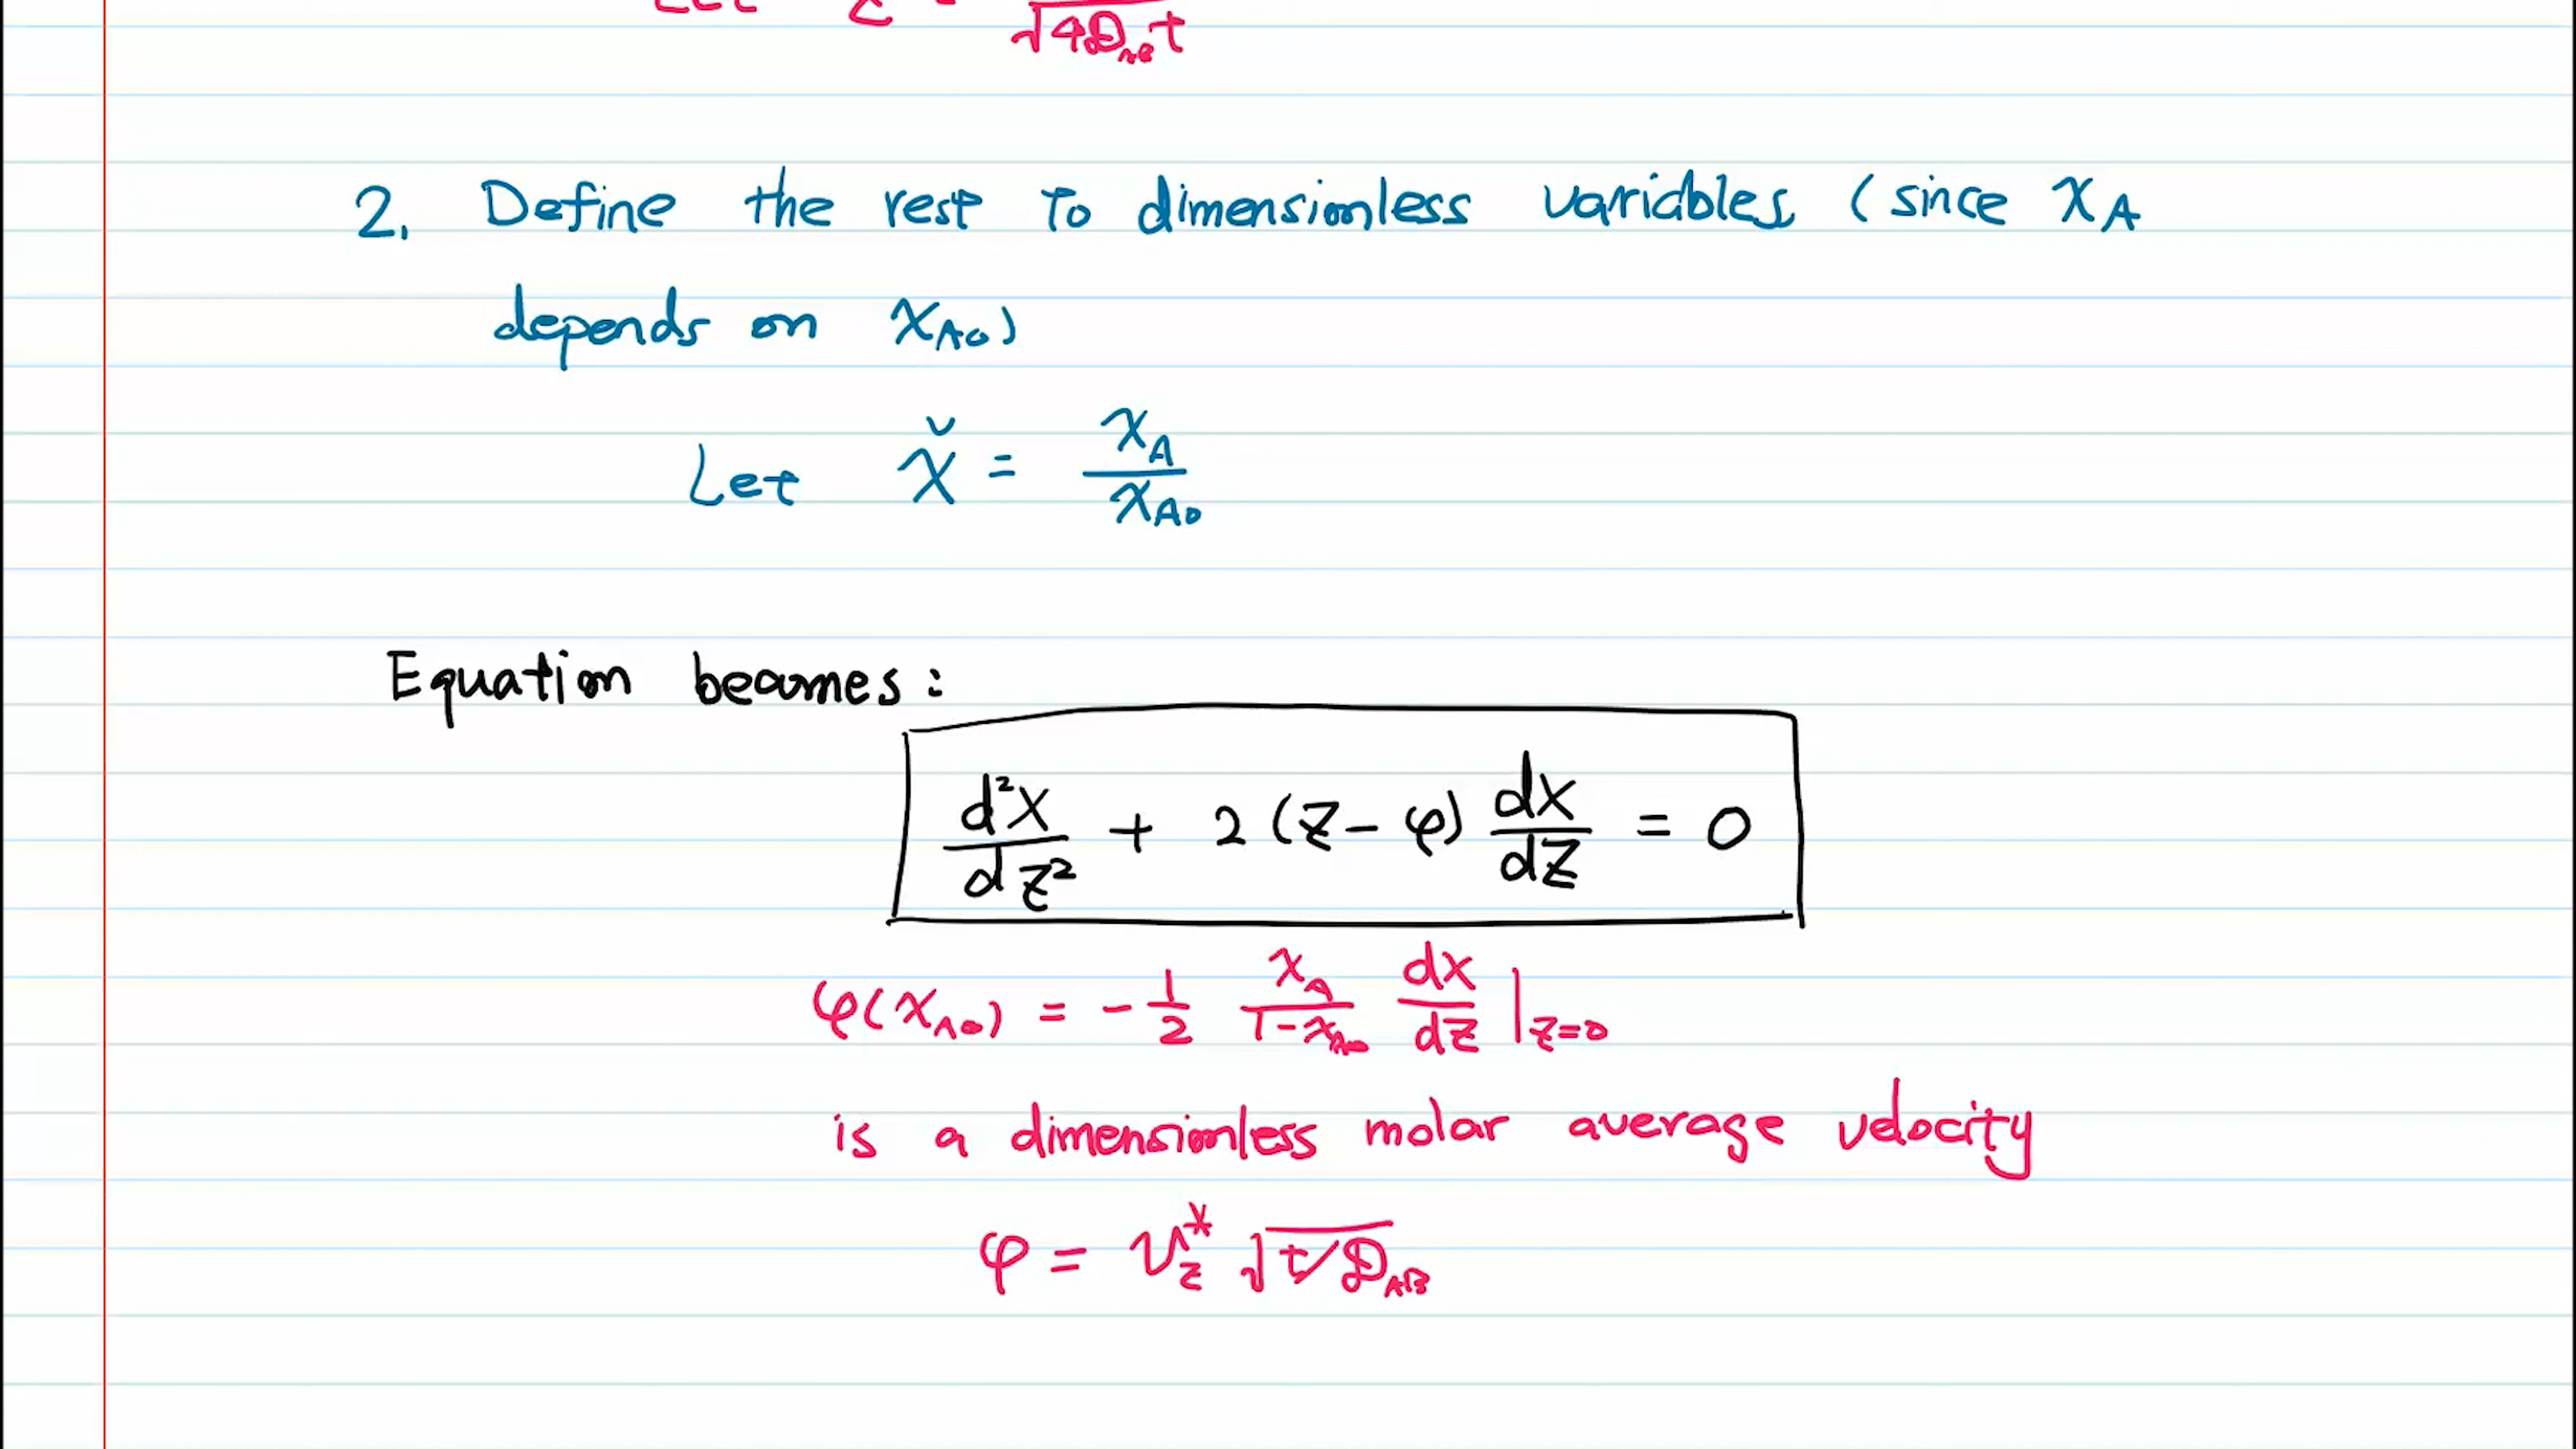 √4𝔇ₐᵦt
2. Define the rest to dimensionless variables (since x_A
depends on x_A0)
Let x̌ = x_A / x_A0
Equation becomes:
d²X/dZ² + 2(Z - φ) dX/dZ = 0
φ(x_A0) = -1/2 x_A/(1-x_A0) dX/dZ |_Z=0
is a dimensionless molar average velocity
φ = v_z^* √t/𝔇_AB